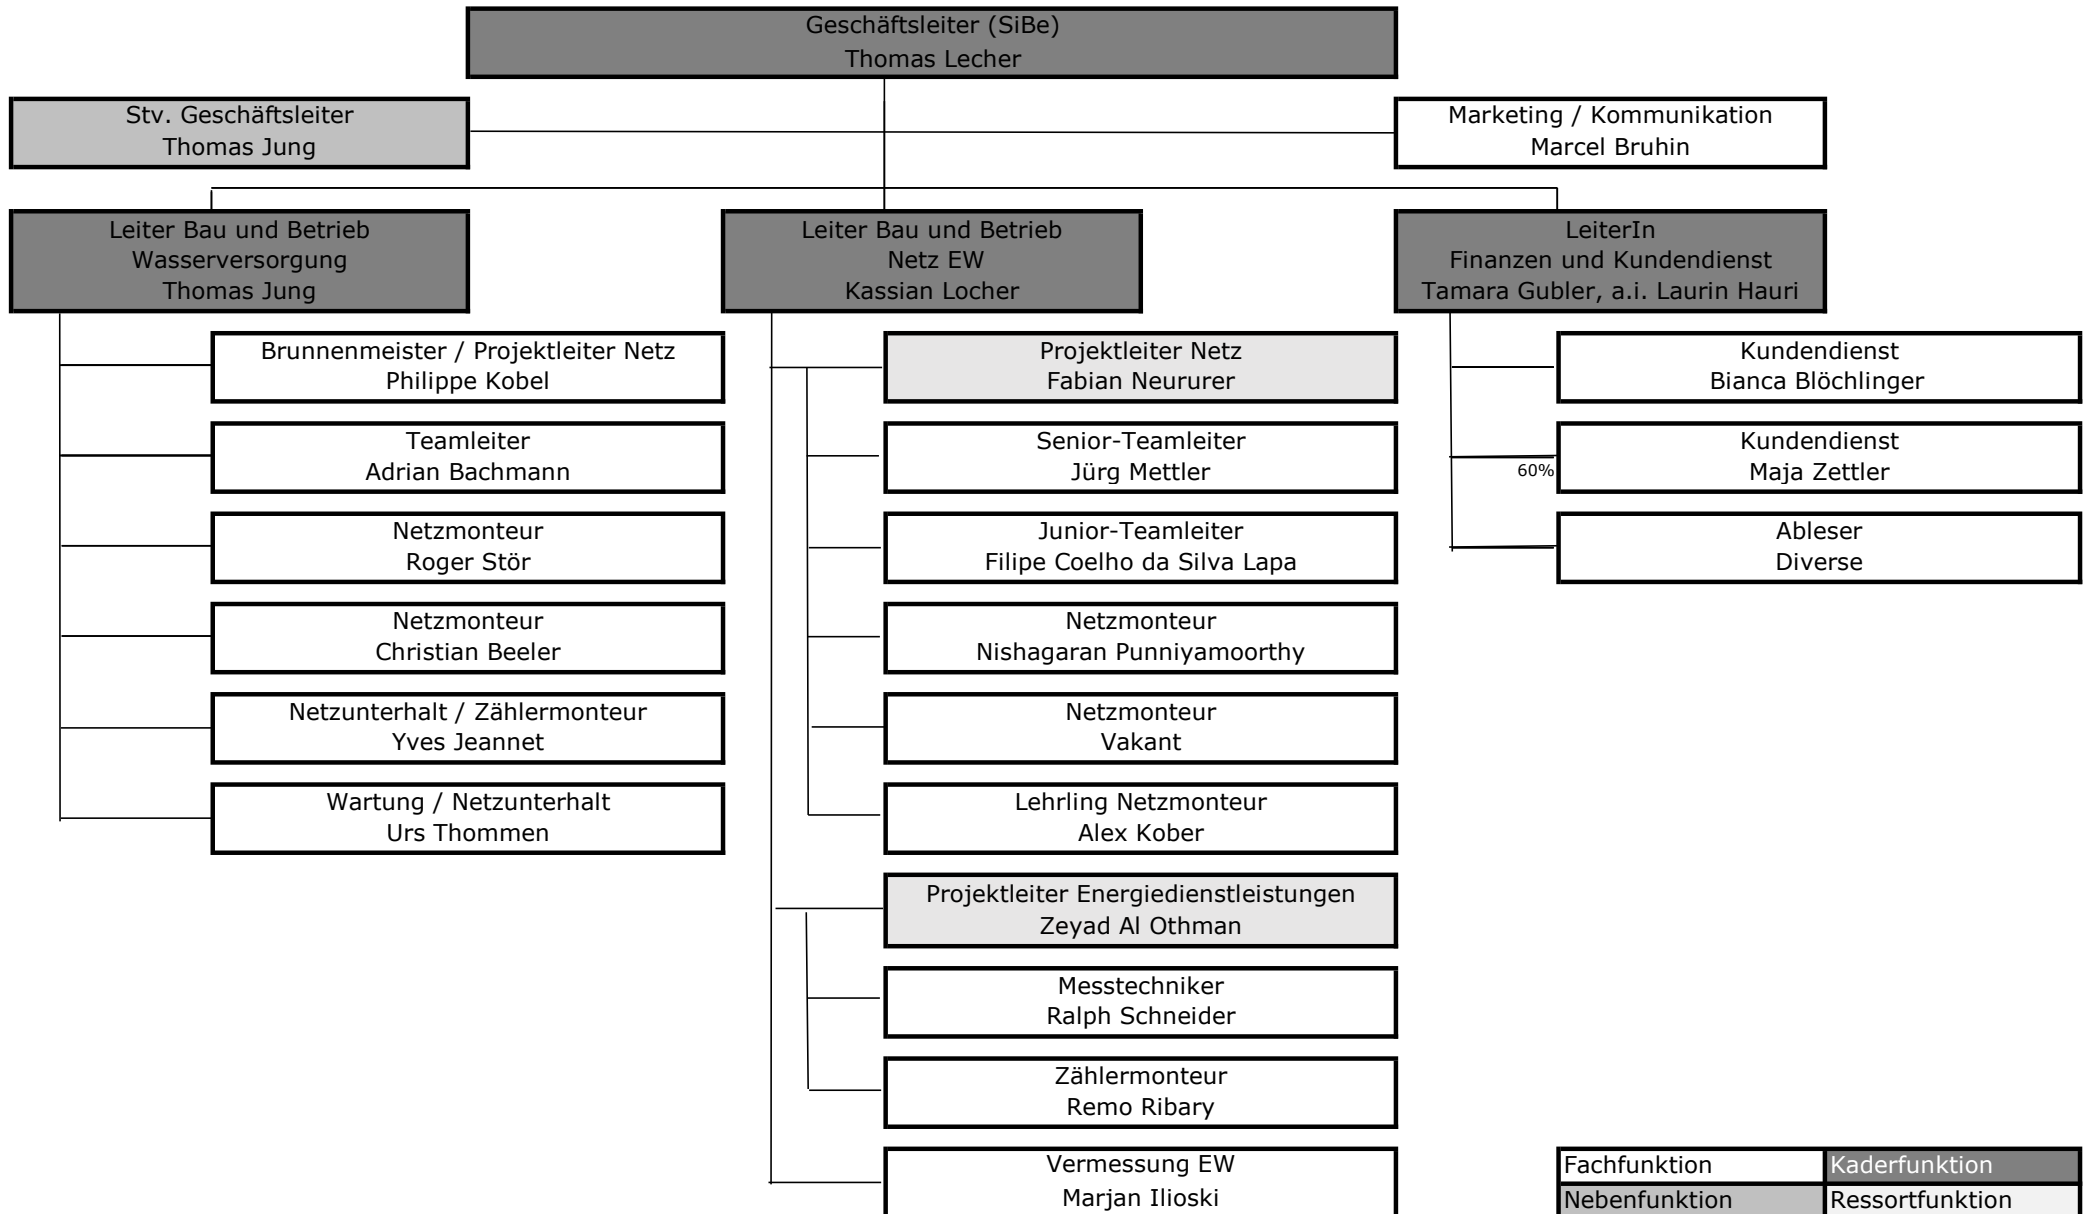 Geschäftsleiter (SiBe)
Thomas Lecher
Stv. Geschäftsleiter
Thomas Jung
Marketing / Kommunikation
Marcel Bruhin
Leiter Bau und Betrieb
Wasserversorgung
Thomas Jung
Leiter Bau und Betrieb
Netz EW
Kassian Locher
LeiterIn
Finanzen und Kundendienst
Tamara Gubler, a.i. Laurin Hauri
Brunnenmeister / Projektleiter Netz
Philippe Kobel
Teamleiter
Adrian Bachmann
Netzmonteur
Roger Stör
Netzmonteur
Christian Beeler
Netzunterhalt / Zählermonteur
Yves Jeannet
Wartung / Netzunterhalt
Urs Thommen
Projektleiter Netz
Fabian Neururer
Senior-Teamleiter
Jürg Mettler
Junior-Teamleiter
Filipe Coelho da Silva Lapa
Netzmonteur
Nishagaran Punniyamoorthy
Netzmonteur
Vakant
Lehrling Netzmonteur
Alex Kober
Projektleiter Energiedienstleistungen
Zeyad Al Othman
Messtechniker
Ralph Schneider
Zählermonteur
Remo Ribary
Vermessung EW
Marjan Ilioski
Kundendienst
Bianca Blöchlinger
60%
Kundendienst
Maja Zettler
Ableser
Diverse
Fachfunktion
Kaderfunktion
Nebenfunktion
Ressortfunktion